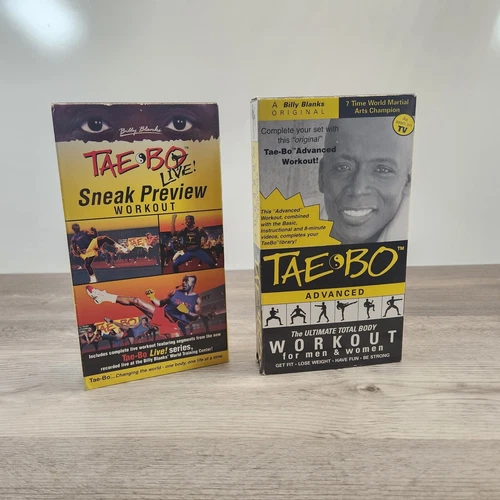 Billy Blanks
TAE BO
LIVE!
Sneak Preview
WORKOUT
TAE BO
Includes complete live workout featuring segments from the new
Tae-Bo Live! series,
recorded live at the Billy Blanks' World Training Center!
Tae-Bo...Changing the world - one body, one life at a time.
A Billy Blanks
ORIGINAL
7 Time World Martial
Arts Champion
TV
Complete your set with
this "original"
Tae-Bo™ Advanced
Workout!
This "Advanced"
Workout, combined
with the Basic,
Instructional and 8-minute
videos, completes your
TaeBo library!
TAE BO™
ADVANCED
The ULTIMATE TOTAL BODY
WORKOUT
for men & women
GET FIT - LOSE WEIGHT - HAVE FUN - BE STRONG